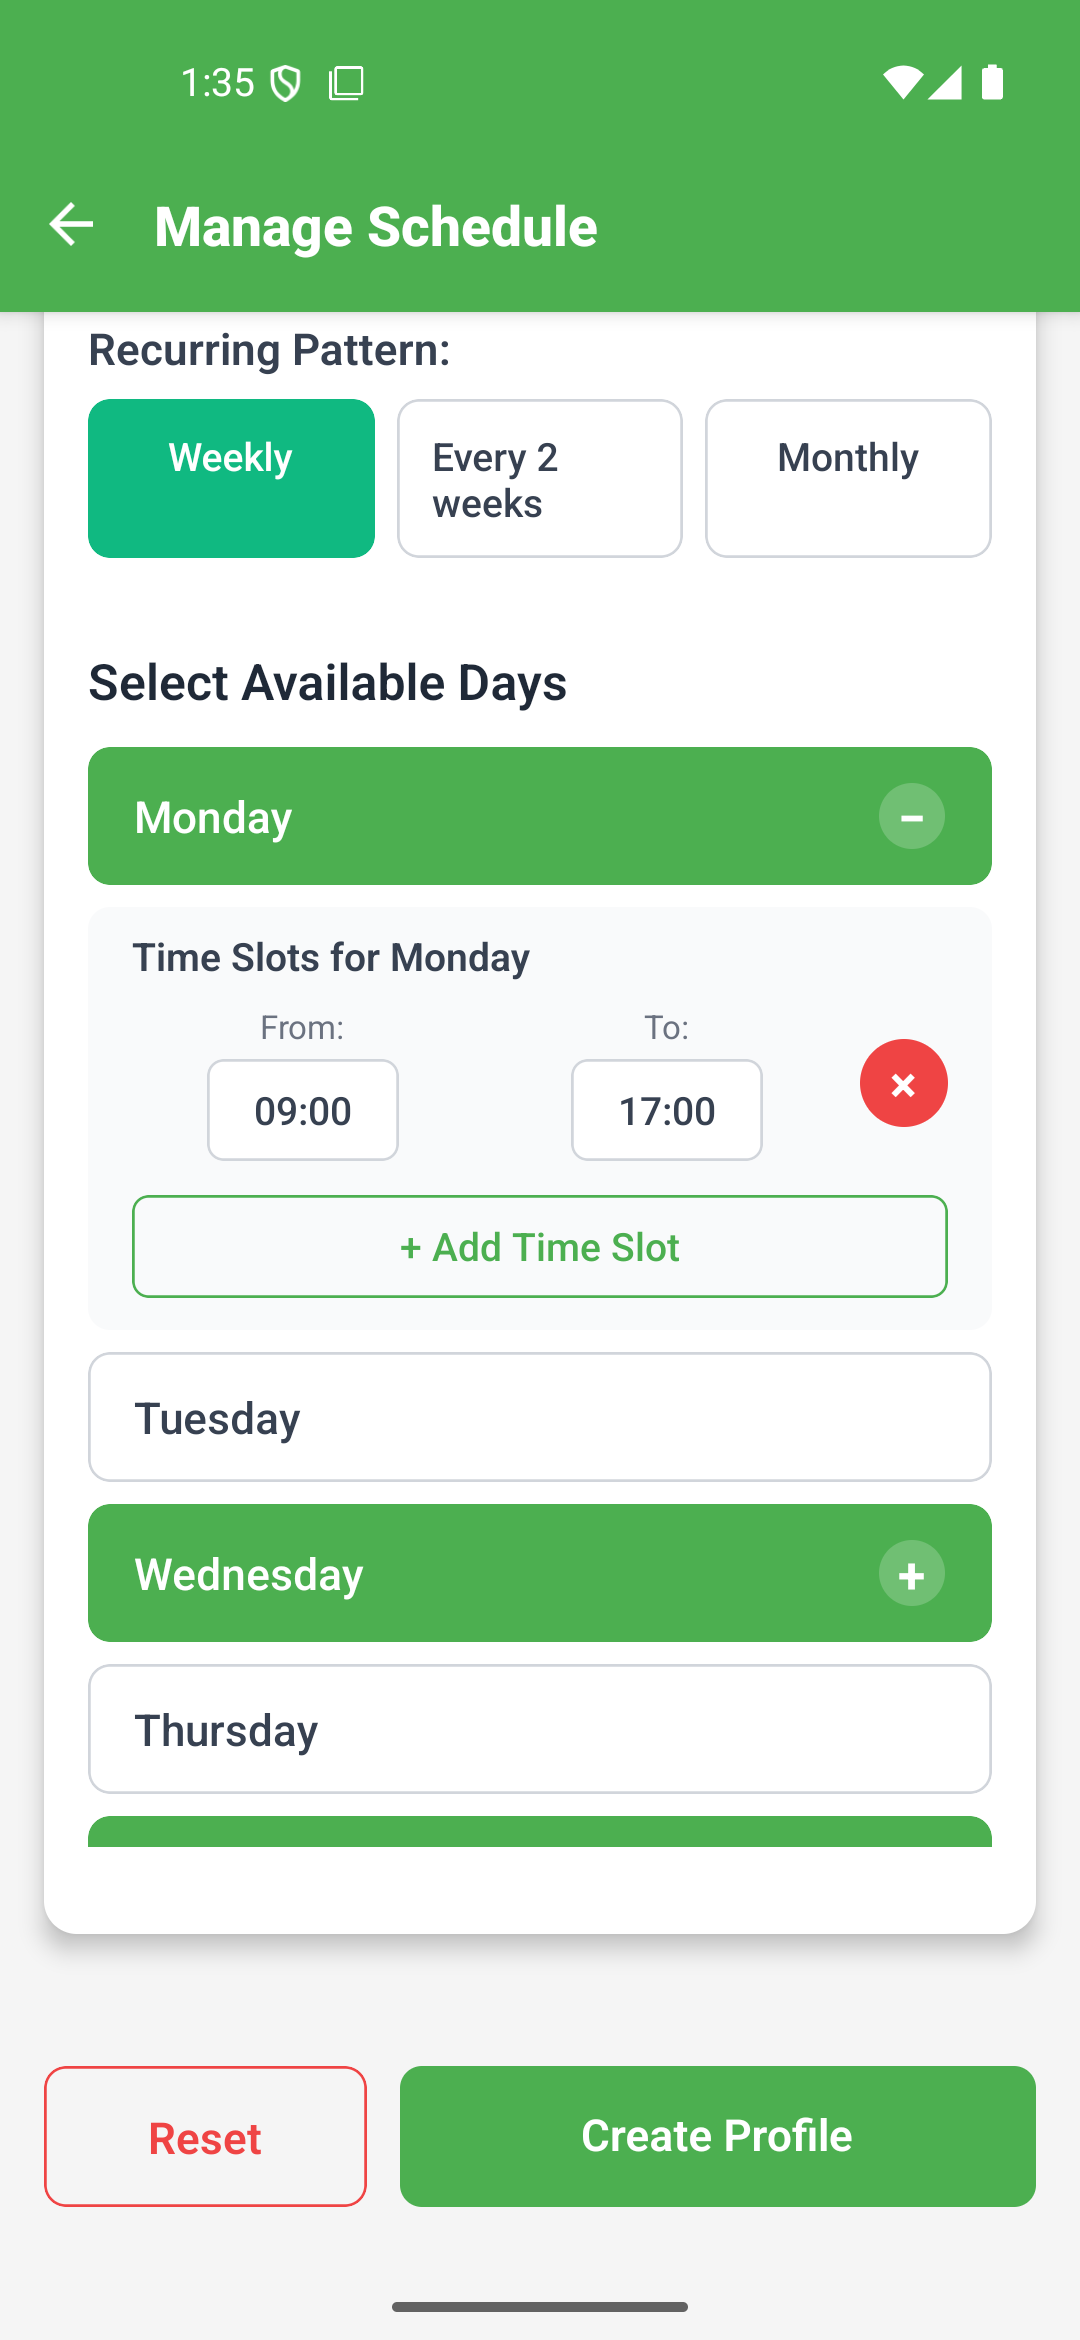 1:35
Manage Schedule
Recurring Pattern:
Weekly
Every 2
weeks
Monthly
Select Available Days
Monday
−
Time Slots for Monday
From:
To:
09:00
17:00
×
+ Add Time Slot
Tuesday
Wednesday
+
Thursday
Reset
Create Profile